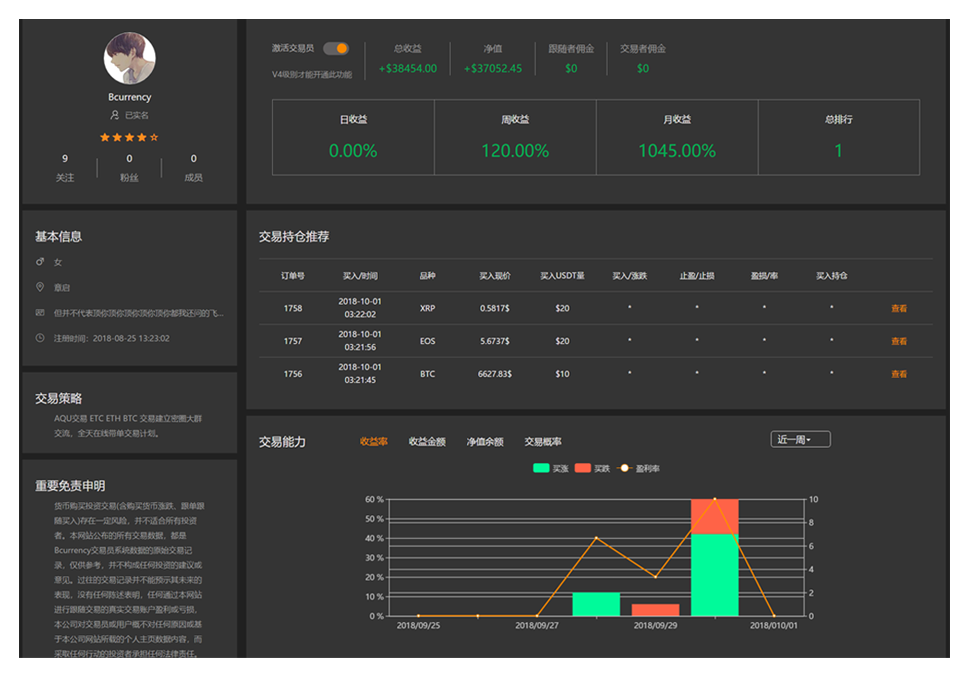 Bcurrency
已实名
9 0 0
关注 粉丝 成员
激活交易员
V4级别才能开通此功能
总收益 净值 跟随者佣金 交易者佣金
+$38454.00 +$37052.45 $0 $0
日收益 周收益 月收益 总排行
0.00% 120.00% 1045.00% 1
基本信息
女
章启
但并不代表顶你顶你顶你顶你顶你都我还问的飞...
注册时间：2018-08-25 13:23:02
交易策略
AQU交易 ETC ETH BTC 交易建立密圈大群
交流，全天在线带单交易计划。
重要免责申明
货币购买投资交易(含购买货币涨跌，跟单跟
随买入)存在一定风险，并不适合所有投资
者。本网站公布的所有交易数据，都是
Bcurrency交易员系统数据的原始交易记
录，仅供参考，并不构成任何投资的建议或
意见。过往的交易记录并不能预示其未来的
表现，没有任何陈述表明，任何通过本网站
进行跟随交易的真实交易账户盈利或亏损，
本公司对交易员或用户概不对任何原因或基
于本公司网站所载的个人主页数据内容，而
采取任何行动的投资者承担任何法律责任。
交易持仓推荐
订单号 买入/时间 品种 买入现价 买入USDT量 买入/涨跌 止盈/止损 盈损/率 买入持仓
1758 2018-10-01 03:22:02 XRP 0.5817$ $20 * * * * 查看
1757 2018-10-01 03:21:56 EOS 5.6737$ $20 * * * * 查看
1756 2018-10-01 03:21:45 BTC 6627.83$ $10 * * * * 查看
交易能力 收益率 收益金额 净值余额 交易概率 近一周
买涨 买跌 盈利率
60 % 10
50 % 8
40 % 6
30 %
20 % 4
10 % 2
0 % 0
2018/09/25 2018/09/27 2018/09/29 2018/010/01